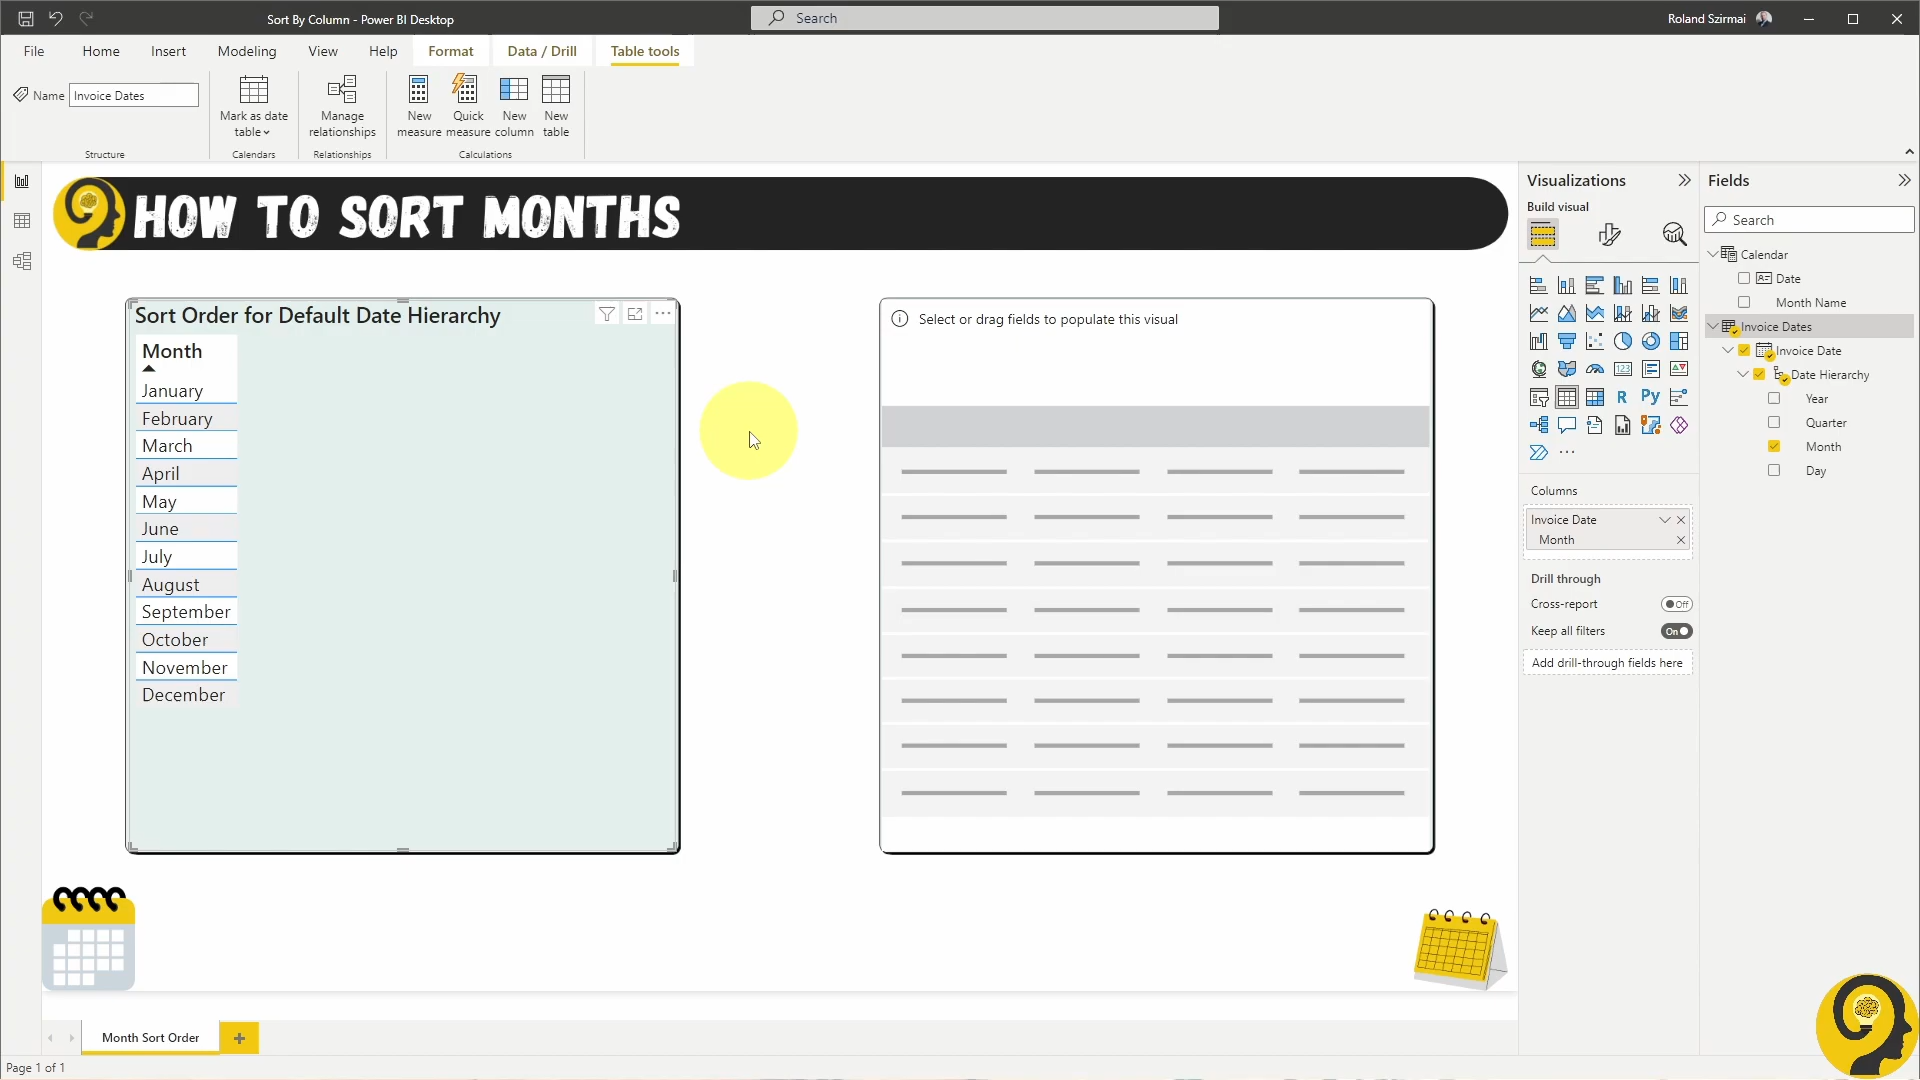 Sort By Column - Power BI Desktop
Search
Roland Szirmai
File
Home
Insert
Modeling
View
Help
Format
Data / Drill
Table tools
Name
Invoice Dates
Mark as date
table
Manage
relationships
New
measure
Quick
measure
New
column
New
table
Structure
Calendars
Relationships
Calculations
HOW TO SORT MONTHS
Sort Order for Default Date Hierarchy
Month
January
February
March
April
May
June
July
August
September
October
November
December
Select or drag fields to populate this visual
Visualizations
Build visual
123
R
Py
Columns
Invoice Date
Month
Drill through
Cross-report
Off
Keep all filters
On
Add drill-through fields here
Fields
Search
Calendar
Date
Month Name
Invoice Dates
Invoice Date
Date Hierarchy
Year
Quarter
Month
Day
Month Sort Order
Page 1 of 1